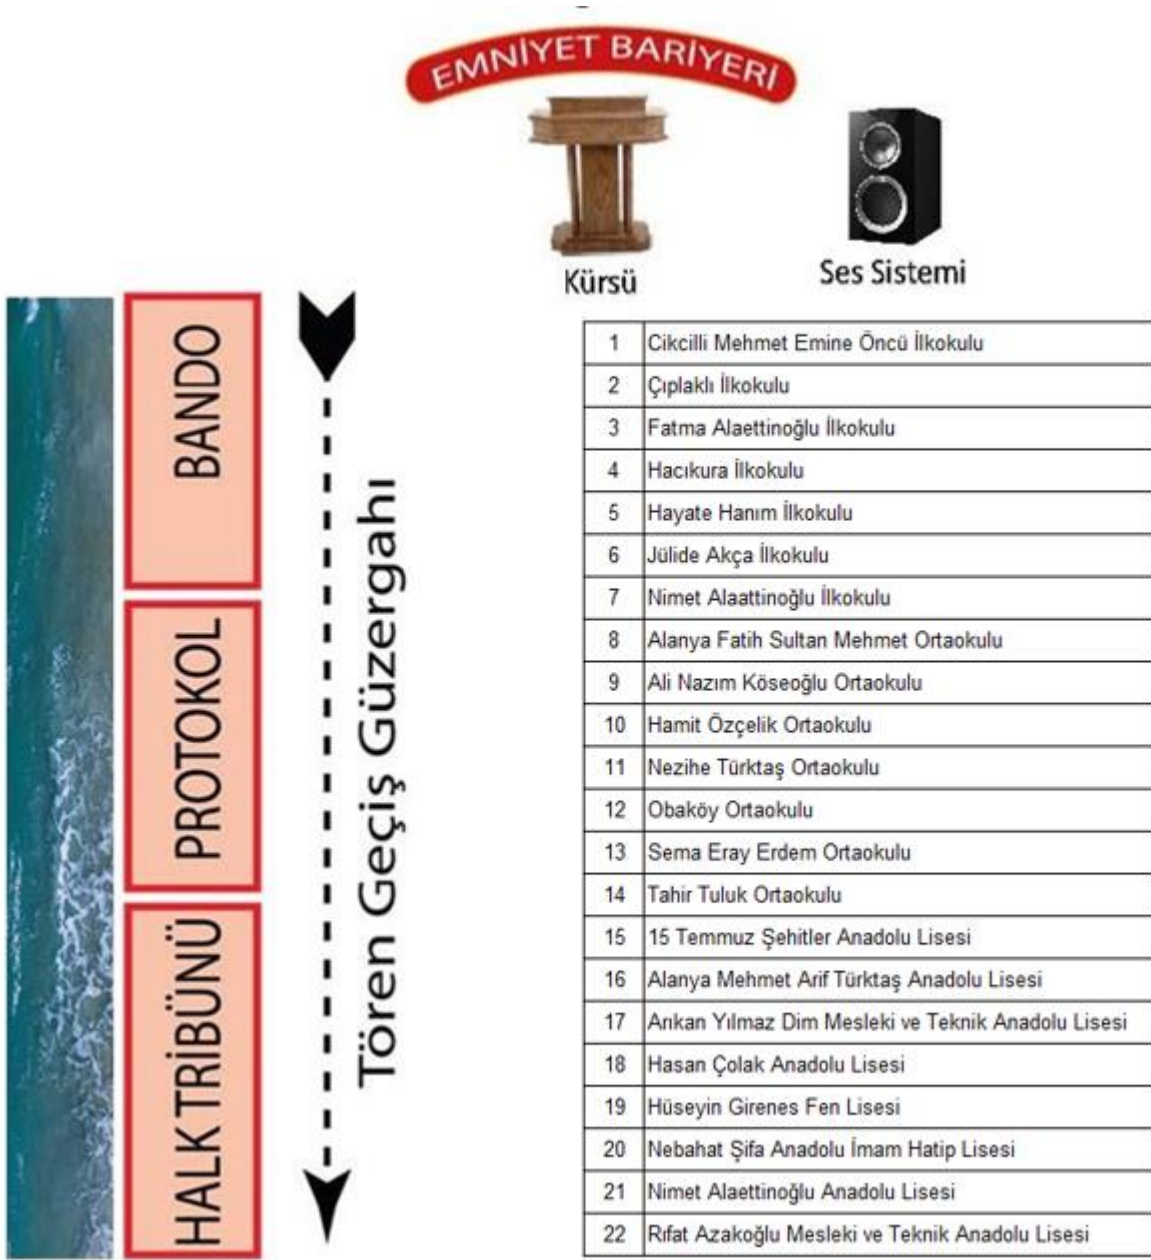 EMNİYET BARİYERİ
Kürsü
Ses Sistemi
BANDO
PROTOKOL
HALK TRİBÜNÜ
Tören Geçiş Güzergahı
1 Cikcilli Mehmet Emine Öncü İlkokulu
2 Çıplaklı İlkokulu
3 Fatma Alaettinoğlu İlkokulu
4 Hacıkura İlkokulu
5 Hayate Hanım İlkokulu
6 Jülide Akça İlkokulu
7 Nimet Alaattinoğlu İlkokulu
8 Alanya Fatih Sultan Mehmet Ortaokulu
9 Ali Nazım Köseoğlu Ortaokulu
10 Hamit Özçelik Ortaokulu
11 Nezihe Türktaş Ortaokulu
12 Obaköy Ortaokulu
13 Sema Eray Erdem Ortaokulu
14 Tahir Tuluk Ortaokulu
15 15 Temmuz Şehitler Anadolu Lisesi
16 Alanya Mehmet Arif Türktaş Anadolu Lisesi
17 Arıkan Yılmaz Dim Mesleki ve Teknik Anadolu Lisesi
18 Hasan Çolak Anadolu Lisesi
19 Hüseyin Girenes Fen Lisesi
20 Nebahat Şifa Anadolu İmam Hatip Lisesi
21 Nimet Alaettinoğlu Anadolu Lisesi
22 Rıfat Azakoğlu Mesleki ve Teknik Anadolu Lisesi